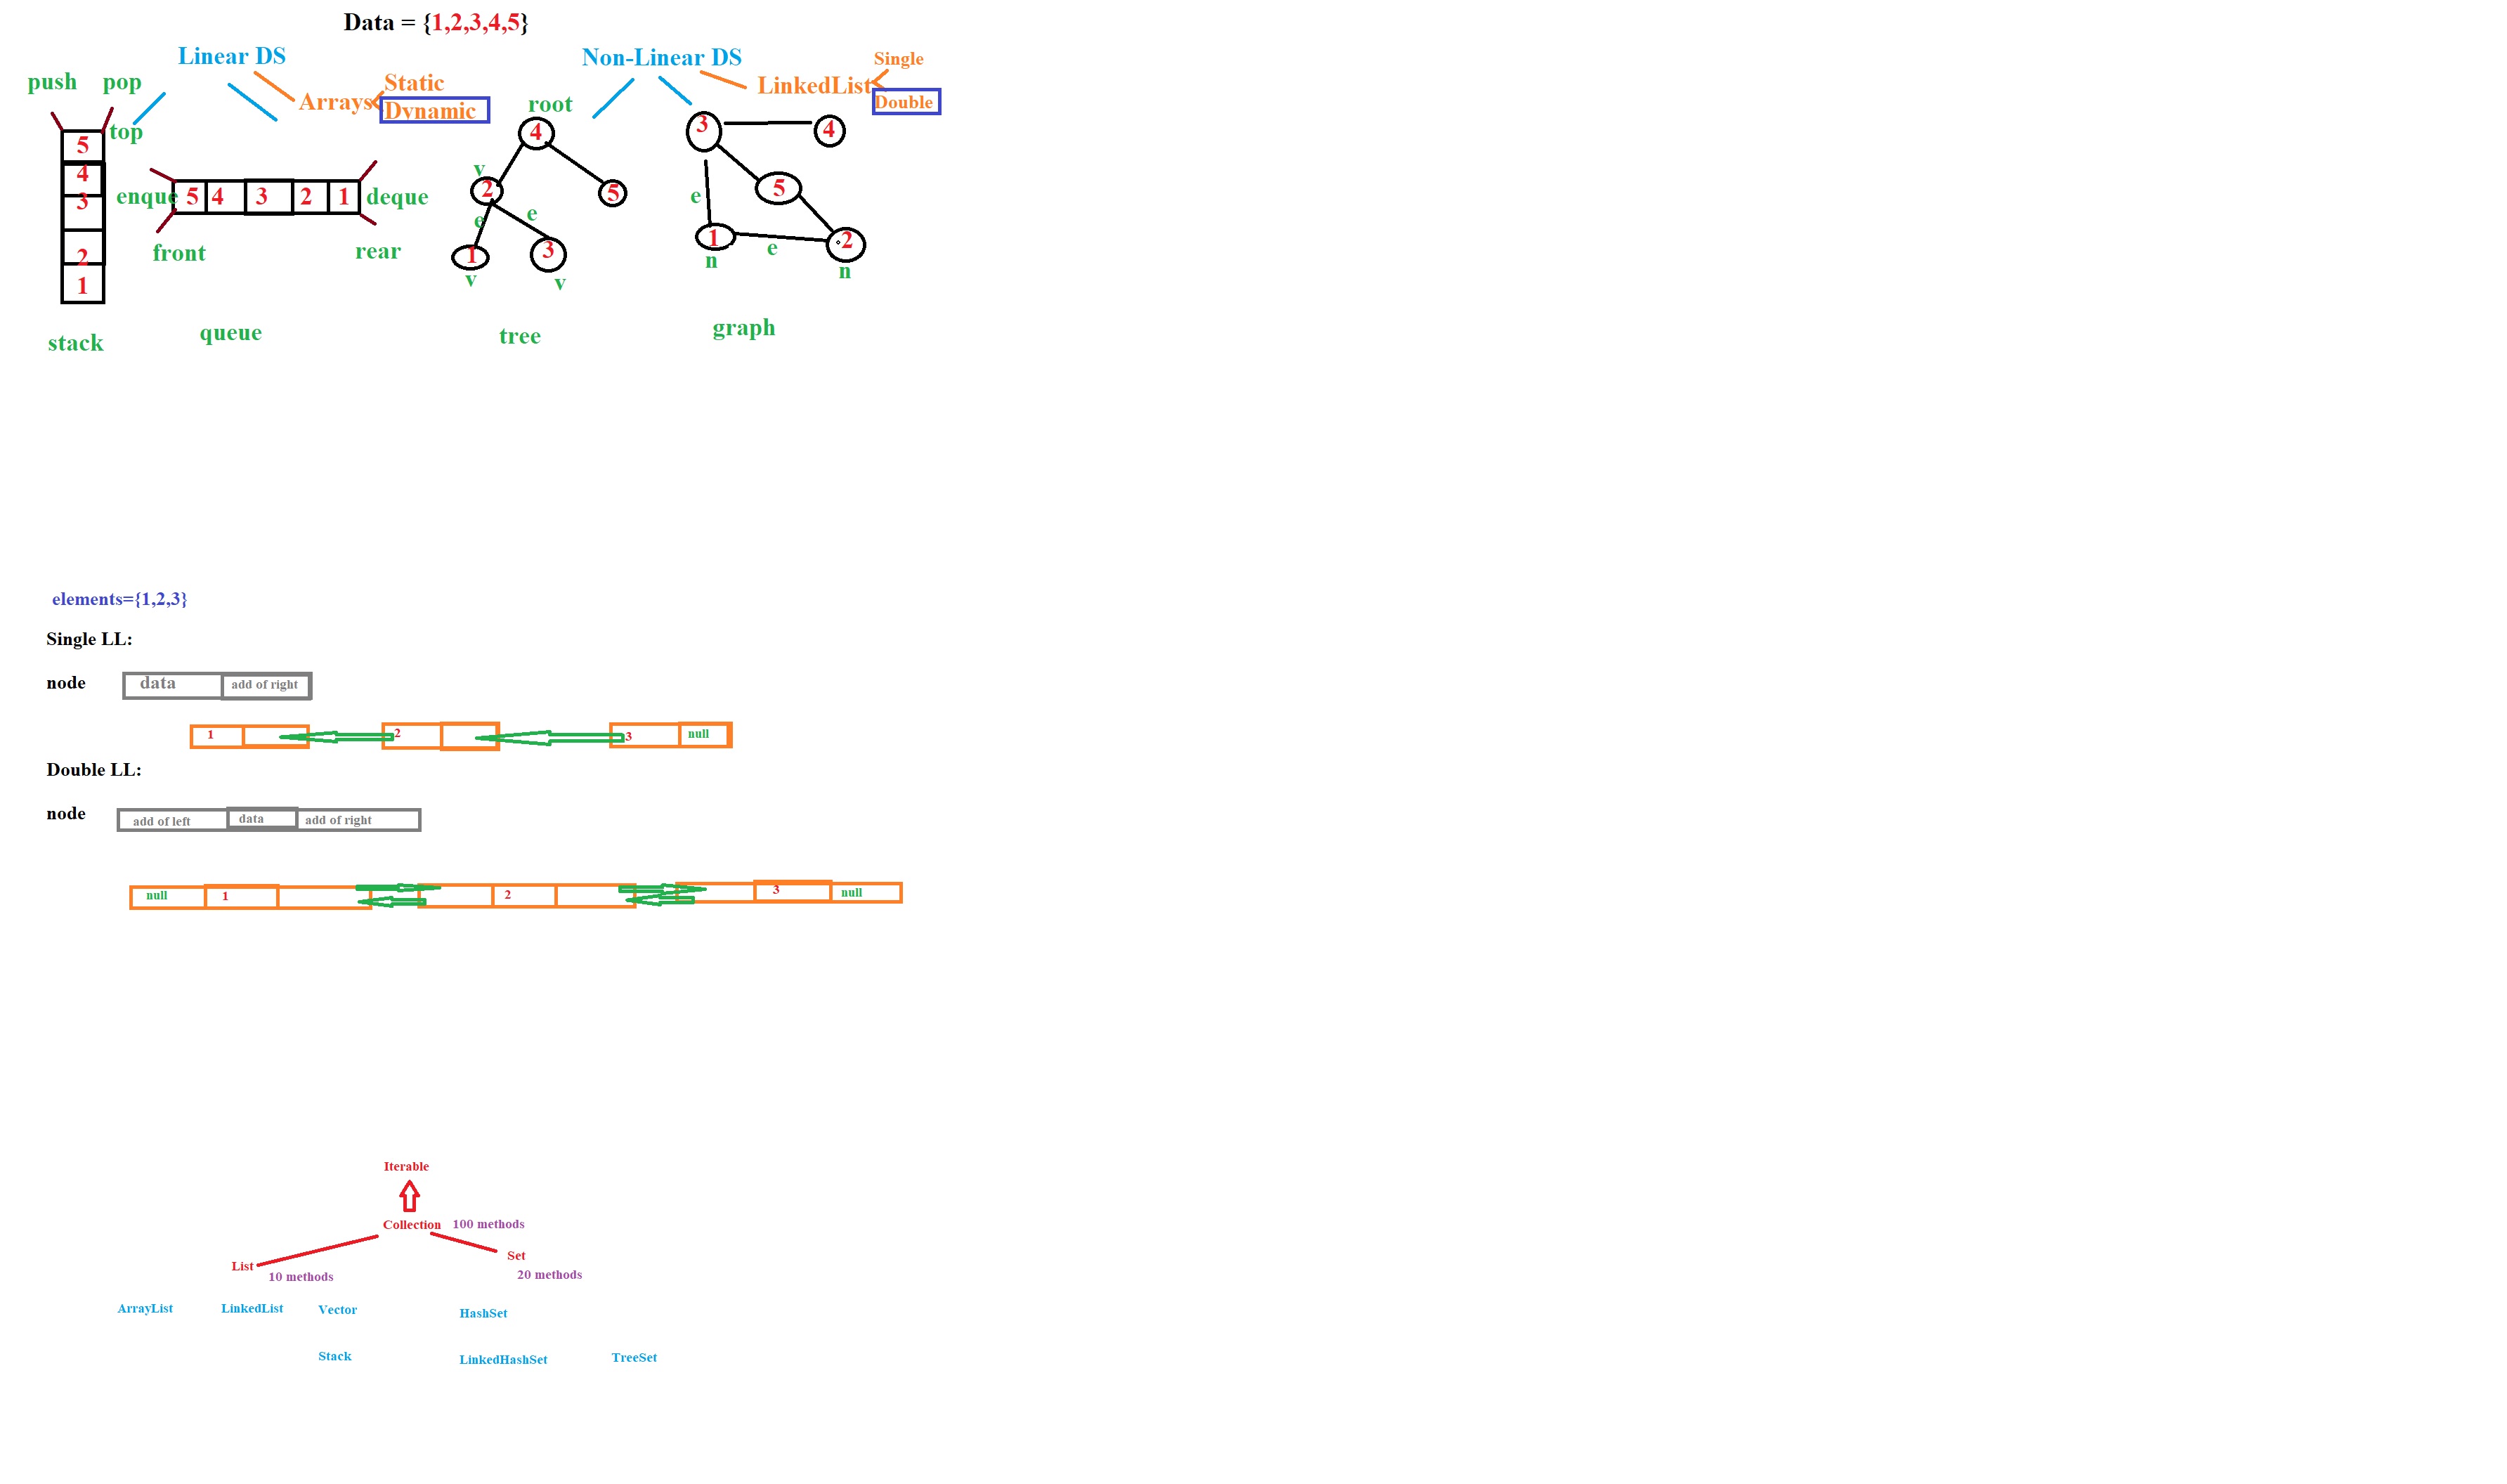 Data = {1,2,3,4,5}
Linear DS
Non-Linear DS
Single
push pop
Static
LinkedList
Arrays
Dynamic
root
Double
top
5
4
3
2
1
enque 5 4 3 2 1 deque
front rear
4
v
2
5
e e
1
3
v v
3
4
e
5
1
e
2
n n
stack
queue
tree
graph
elements={1,2,3}
Single LL:
node data add of right
1 2 3 null
Double LL:
node add of left data add of right
null 1 2 3 null
Iterable
Collection 100 methods
Set
List
10 methods
20 methods
ArrayList LinkedList Vector HashSet
Stack LinkedHashSet TreeSet